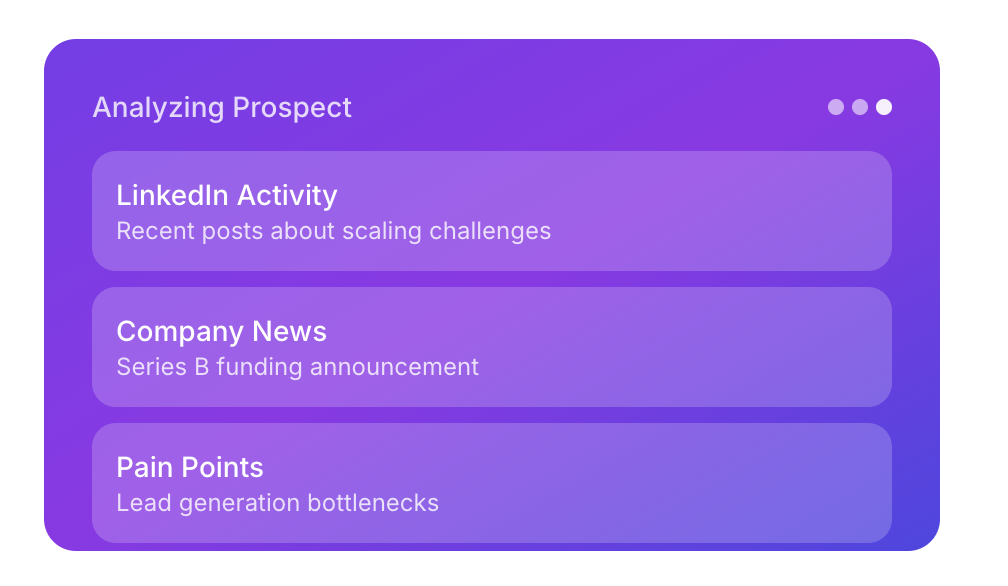 Analyzing Prospect
LinkedIn Activity
Recent posts about scaling challenges
Company News
Series B funding announcement
Pain Points
Lead generation bottlenecks